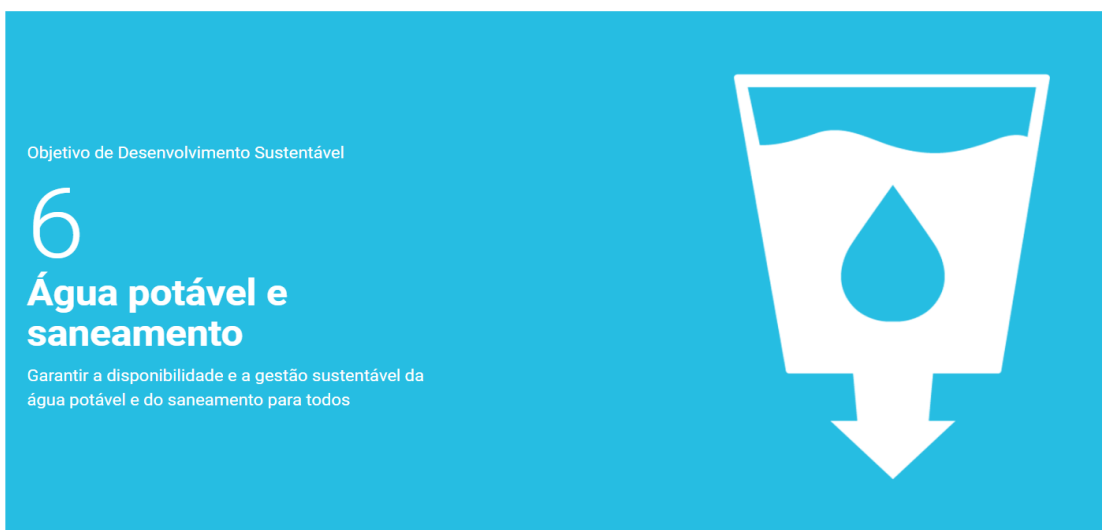 Objetivo de Desenvolvimento Sustentável
6
Água potável e
saneamento
Garantir a disponibilidade e a gestão sustentável da
água potável e do saneamento para todos